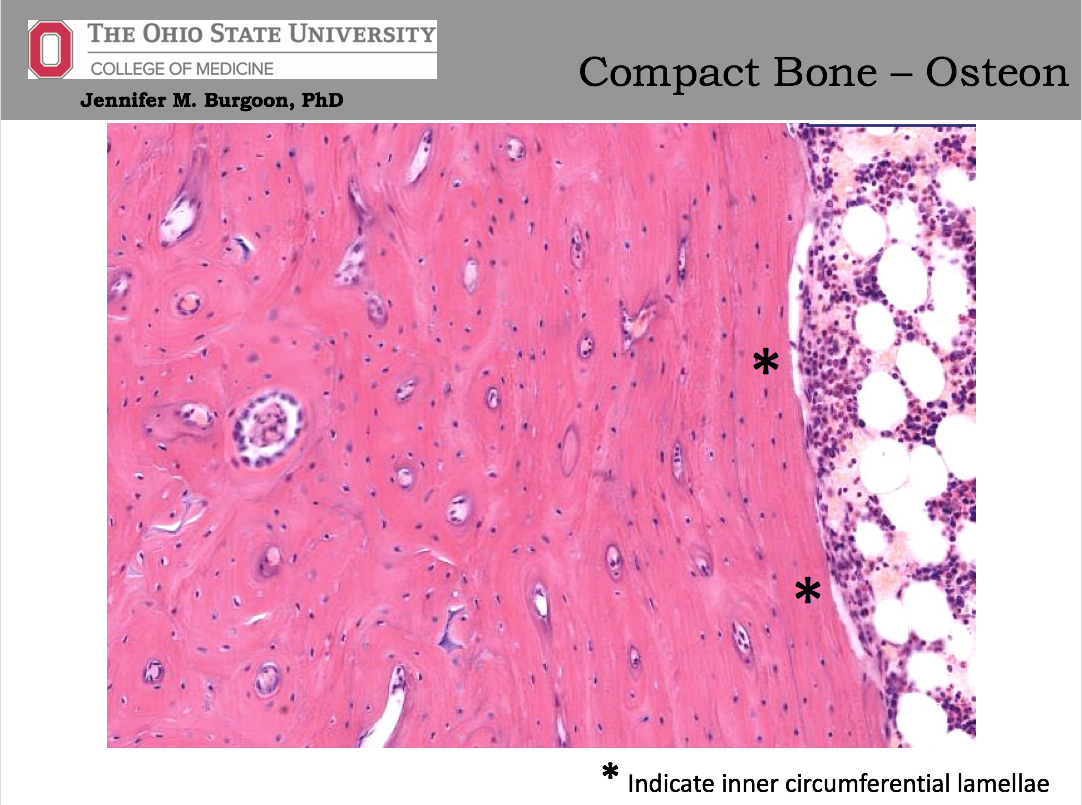 THE OHIO STATE UNIVERSITY
COLLEGE OF MEDICINE
Jennifer M. Burgoon, PhD
Compact Bone – Osteon
*
*
* Indicate inner circumferential lamellae